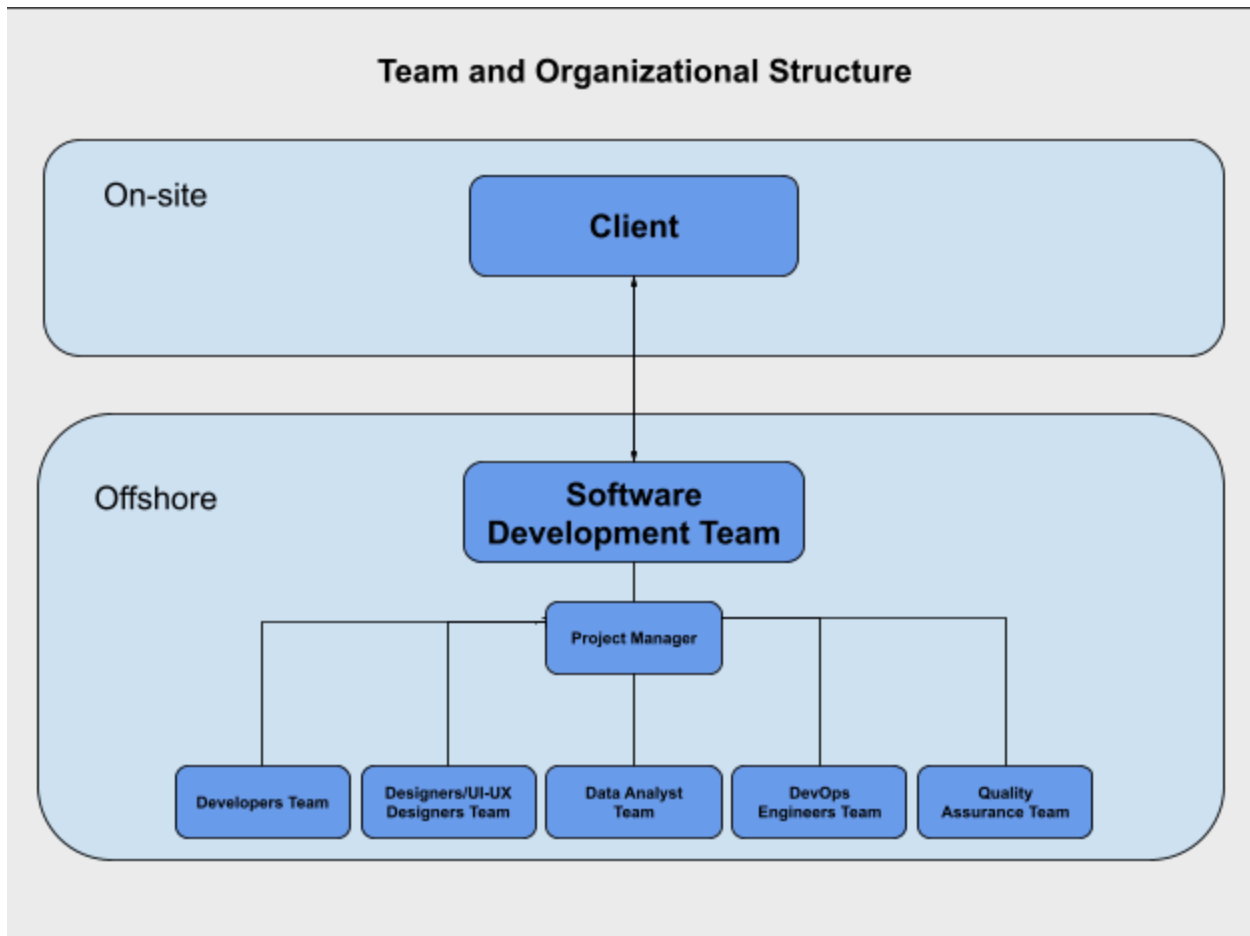 Team and Organizational Structure
On-site
Client
Offshore
Software
Development Team
Project Manager
Developers Team
Designers/UI-UX
Designers Team
Data Analyst
Team
DevOps
Engineers Team
Quality
Assurance Team